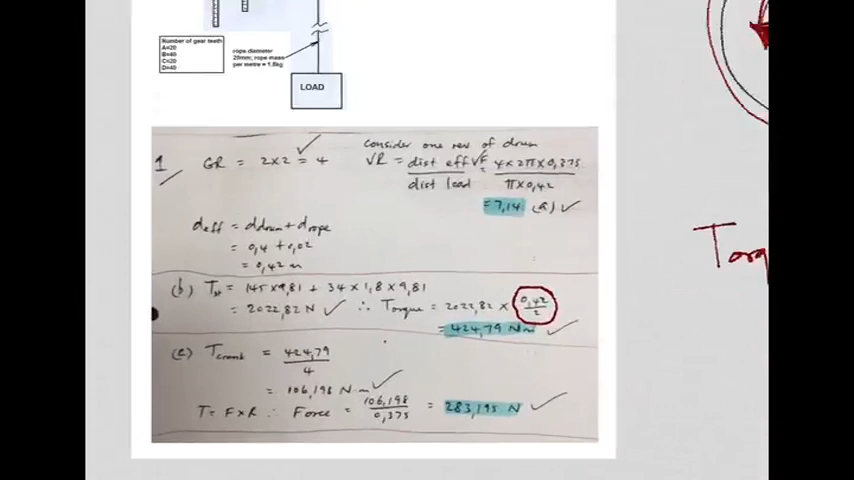 Number of gear teeth
A=20
B=40
C=20
D=40
rope diameter
20mm; rope mass
per metre = 1.8kg
LOAD
1 GR = 2x2 = 4
consider one rev of drum
VR = dist eff / dist load = 4 x 2π x 0,375 / π x 0,42
= 7,14 (a)
deff = ddrum + drope
= 0,4 + 0,02
= 0,42 m
(b) = 145 x 9,81 + 34 x 1,8 x 9,81
= 2022,82 N ∴ Torque = 2022,82 x 0,42 / 2
= 424,79 Nm
(c) Tcrank = 424,79 / 4
= 106,198 N.m
T = F x R ∴ Force = 106,198 / 0,375 = 283,195 N